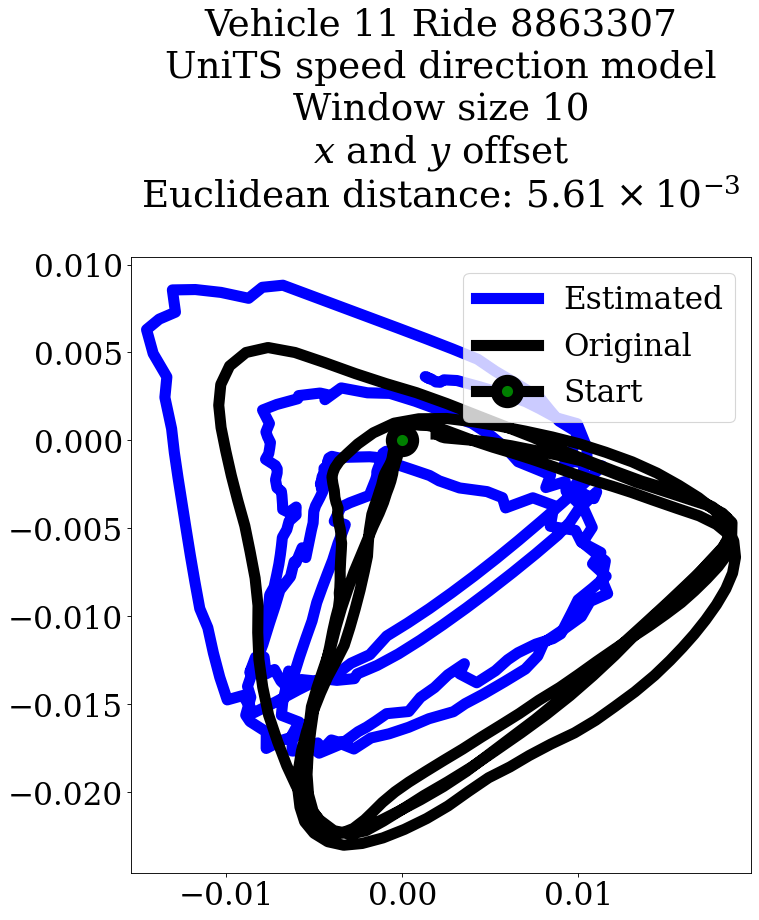 Vehicle 11 Ride 8863307
UniTS speed direction model
Window size 10
x and y offset
Euclidean distance: 5.61 × 10⁻³
0.010
0.005
0.000
−0.005
−0.010
−0.015
−0.020
Estimated
Original
Start
−0.01
0.00
0.01